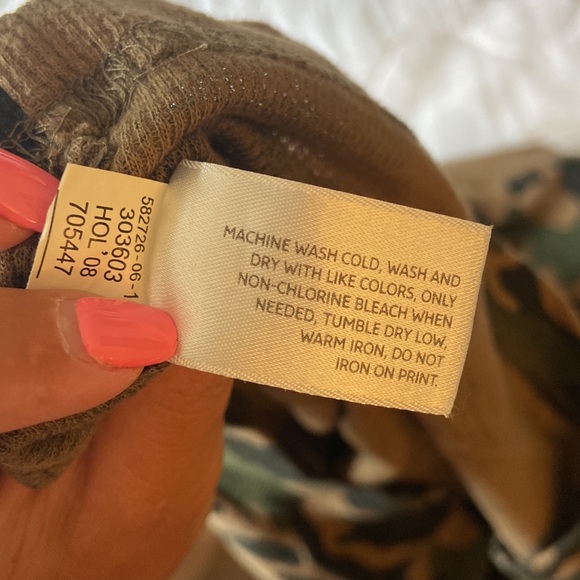 582726-06-1
303603
HOL' 08
705447
MACHINE WASH COLD, WASH AND
DRY WITH LIKE COLORS, ONLY
NON-CHLORINE BLEACH WHEN
NEEDED, TUMBLE DRY LOW,
WARM IRON, DO NOT
IRON ON PRINT.